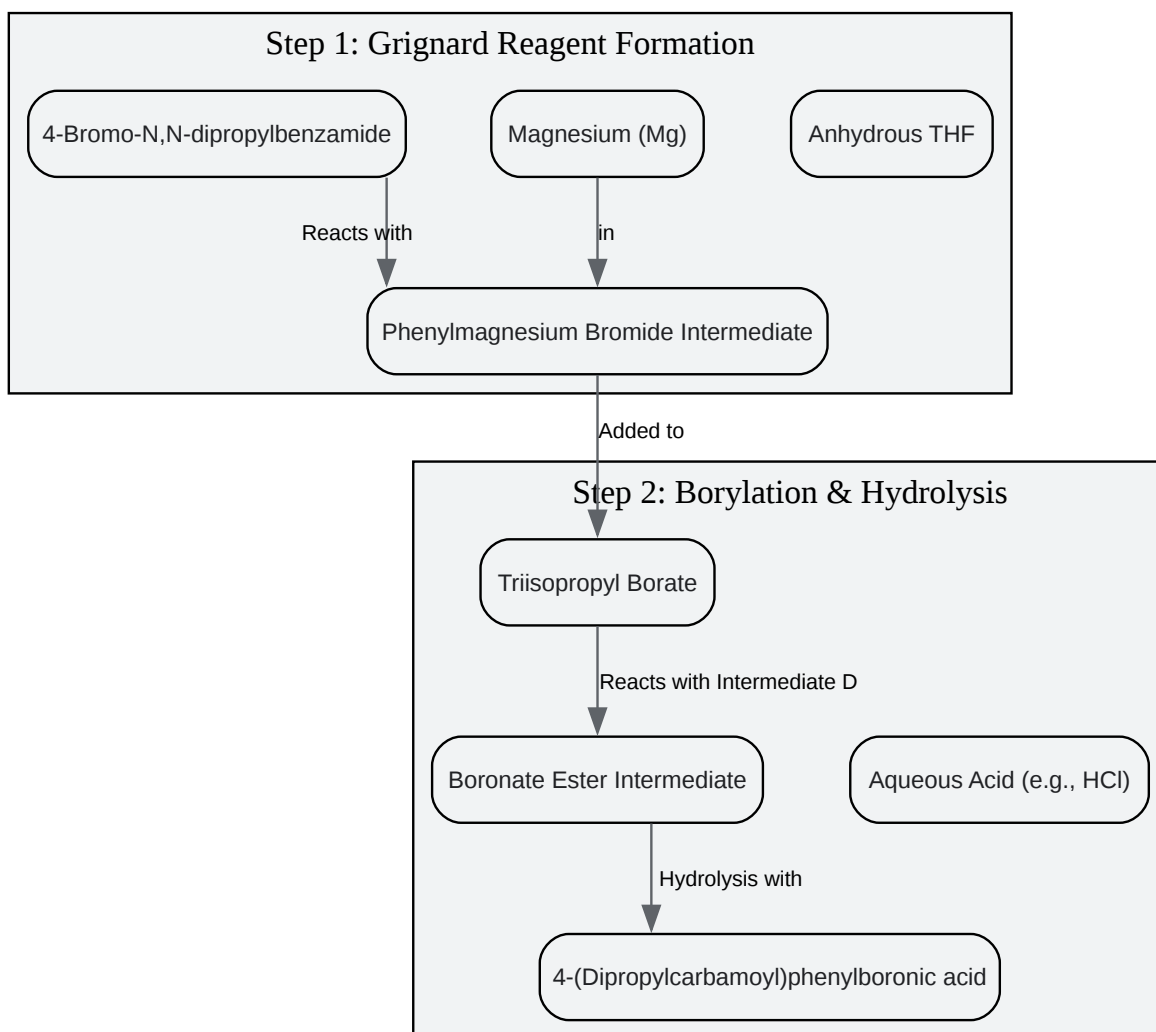 Step 1: Grignard Reagent Formation
4-Bromo-N,N-dipropylbenzamide
Magnesium (Mg)
Anhydrous THF
Reacts with
in
Phenylmagnesium Bromide Intermediate
Added to
Step 2: Borylation & Hydrolysis
Triisopropyl Borate
Reacts with Intermediate D
Boronate Ester Intermediate
Aqueous Acid (e.g., HCl)
Hydrolysis with
4-(Dipropylcarbamoyl)phenylboronic acid